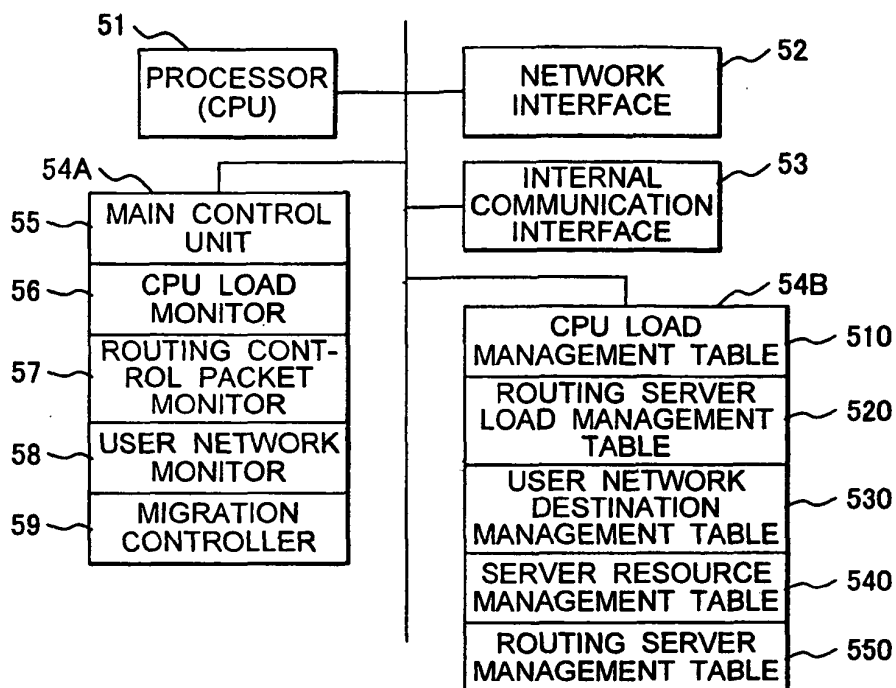 51
PROCESSOR
(CPU)
52
NETWORK
INTERFACE
53
INTERNAL
COMMUNICATION
INTERFACE
54A
55
MAIN CONTROL
UNIT
56
CPU LOAD
MONITOR
57
ROUTING CONT-
ROL PACKET
MONITOR
58
USER NETWORK
MONITOR
59
MIGRATION
CONTROLLER
54B
CPU LOAD
MANAGEMENT TABLE
510
ROUTING SERVER
LOAD MANAGEMENT
TABLE
520
USER NETWORK
DESTINATION
MANAGEMENT TABLE
530
SERVER RESOURCE
MANAGEMENT TABLE
540
ROUTING SERVER
MANAGEMENT TABLE
550